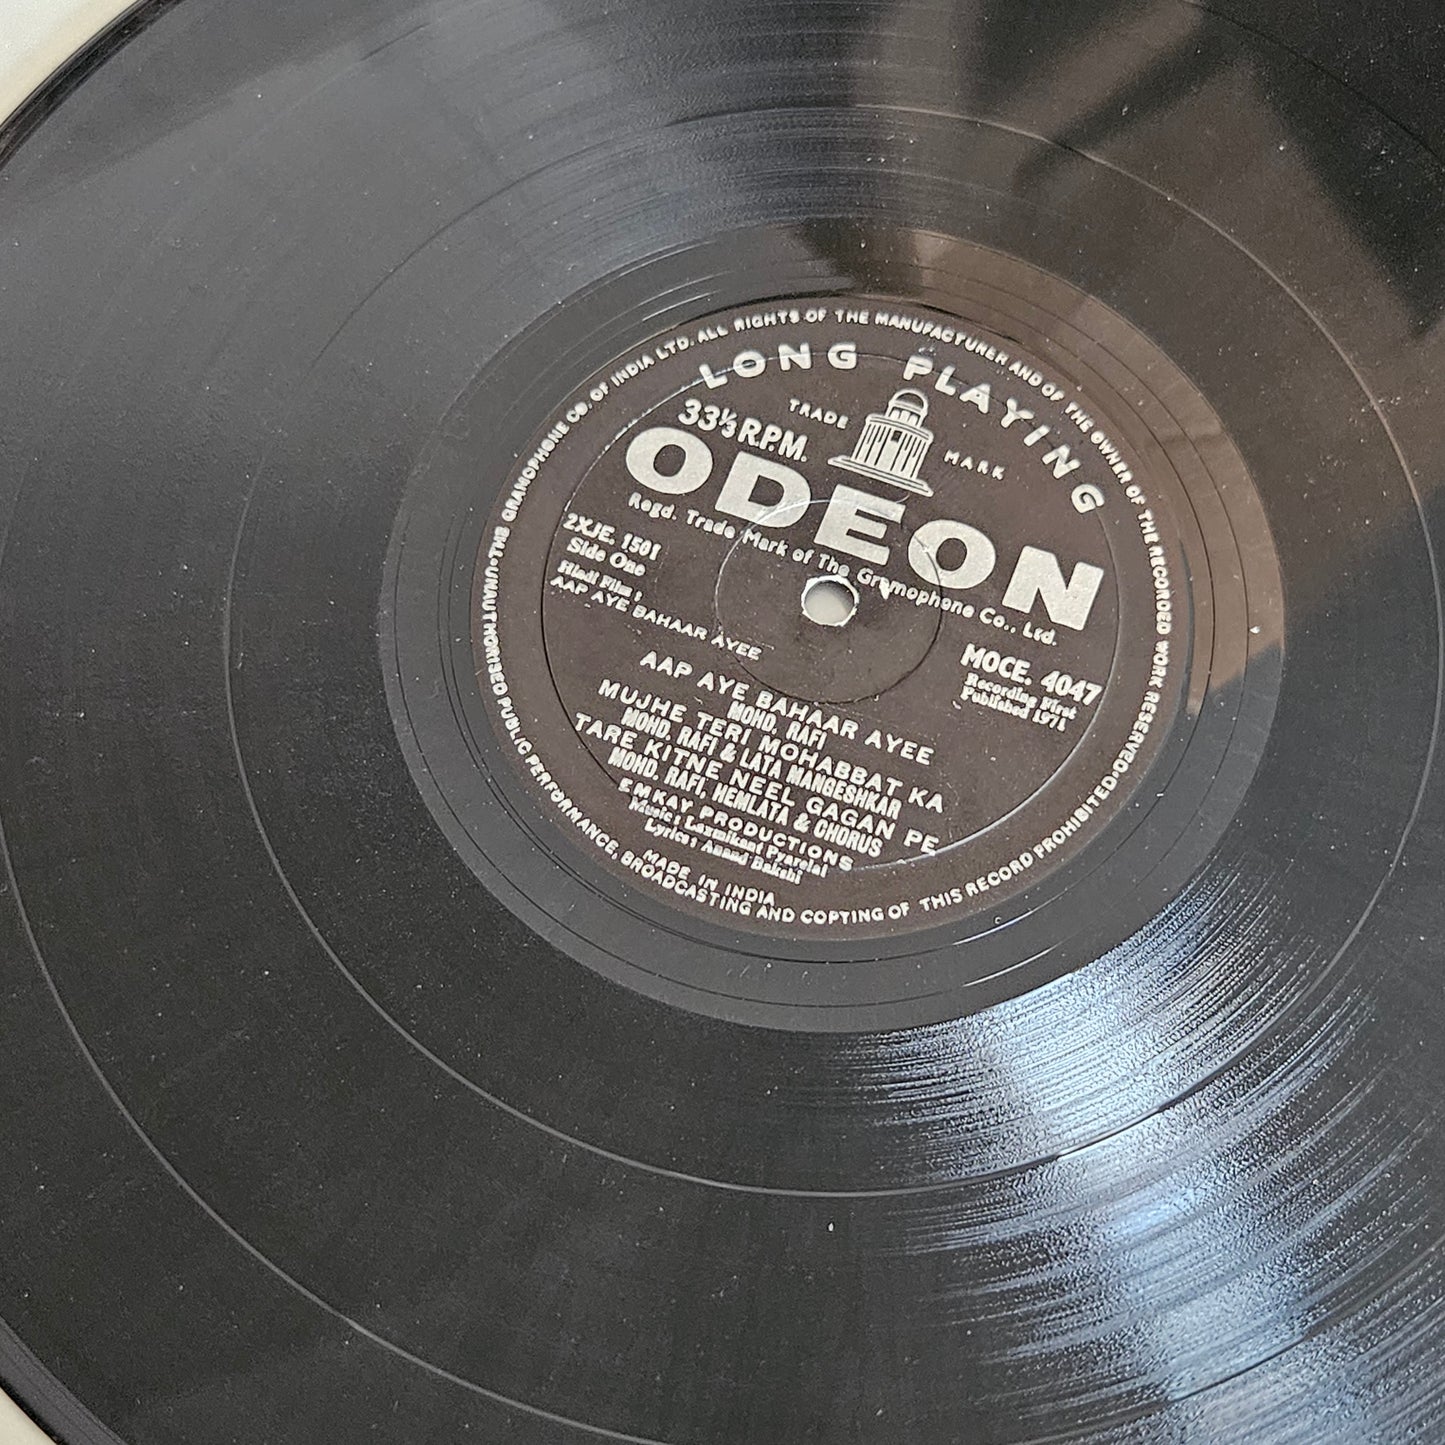 ·THE GRAMOPHONE CO. OF INDIA LTD. ALL RIGHTS OF THE MANUFACTURER AND OF THE OWNER OF THE RECORDED WORK RESERVED·
UNAUTHORISED PUBLIC PERFORMANCE, BROADCASTING AND COPYING OF THIS RECORD PROHIBITED·
LONG PLAYING
33⅓ R.P.M.
TRADE MARK
ODEON
Regd. Trade Mark of The Gramophone Co., Ltd.
2XJE. 1501
Side One
Hindi Film :
AAP AYE BAHAAR AYEE
MOCE. 4047
Recording First
Published 1971
AAP AYE BAHAAR AYEE
MOHD. RAFI
MUJHE TERI MOHABBAT KA
MOHD. RAFI & LATA MANGESHKAR
TARE KITNE NEEL GAGAN PE
MOHD. RAFI, HEMLATA & CHORUS
EMKAY PRODUCTIONS
Music : Laxmikant Pyarelal
Lyrics : Anand Bakshi
MADE IN INDIA